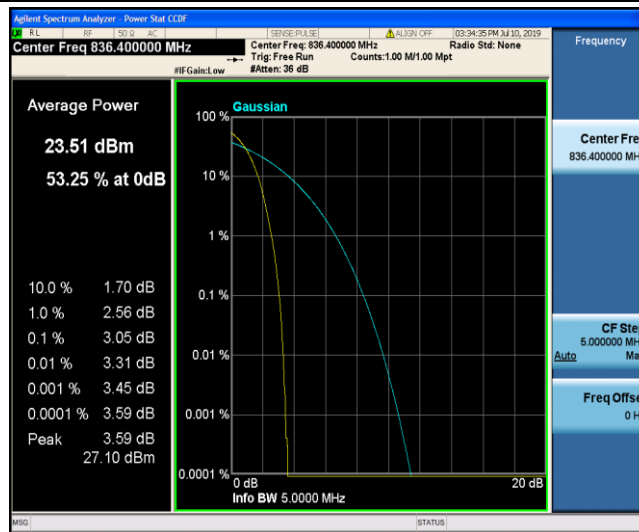 Agilent Spectrum Analyzer - Power Stat CCDF
RL RF 50 Ω AC SENSE:PULSE ALIGN OFF 03:34:35 PM Jul 10, 2019
Center Freq 836.400000 MHz
Center Freq: 836.400000 MHz Radio Std: None
Trig: Free Run Counts:1.00 M/1.00 Mpt
#IFGain:Low #Atten: 36 dB
Frequency
Average Power
23.51 dBm
53.25 % at 0dB
10.0 % 1.70 dB
1.0 % 2.56 dB
0.1 % 3.05 dB
0.01 % 3.31 dB
0.001 % 3.45 dB
0.0001 % 3.59 dB
Peak 3.59 dB
27.10 dBm
Gaussian
100 %
10 %
1 %
0.1 %
0.01 %
0.001 %
0.0001 %
0 dB 20 dB
Info BW 5.0000 MHz
Center Fre
836.400000 MH
CF Ste
5.000000 MH
Auto Ma
Freq Offse
0 H
MSG STATUS